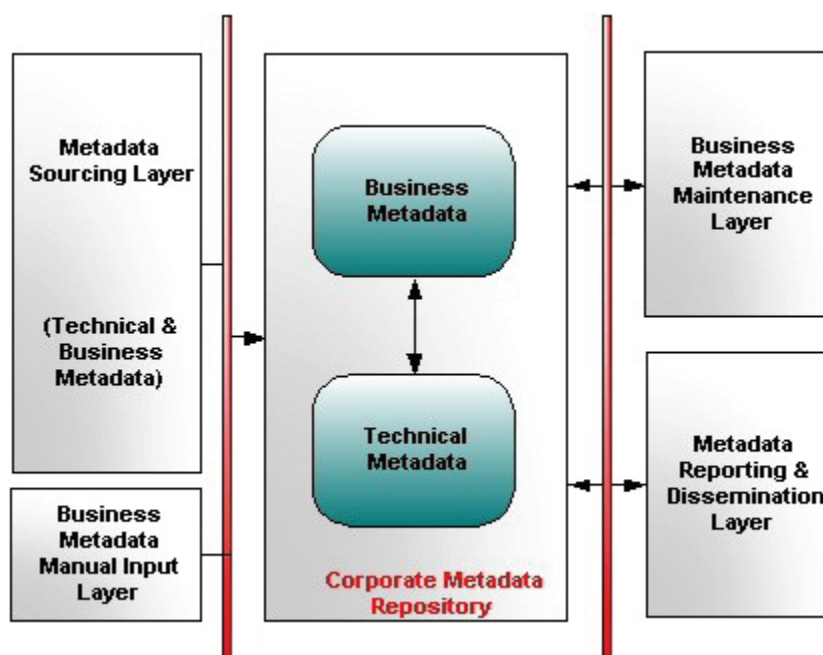 Metadata
Sourcing Layer
(Technical &
Business
Metadata)
Business
Metadata
Manual Input
Layer
Business
Metadata
Technical
Metadata
Corporate Metadata
Repository
Business
Metadata
Maintenance
Layer
Metadata
Reporting &
Dissemination
Layer